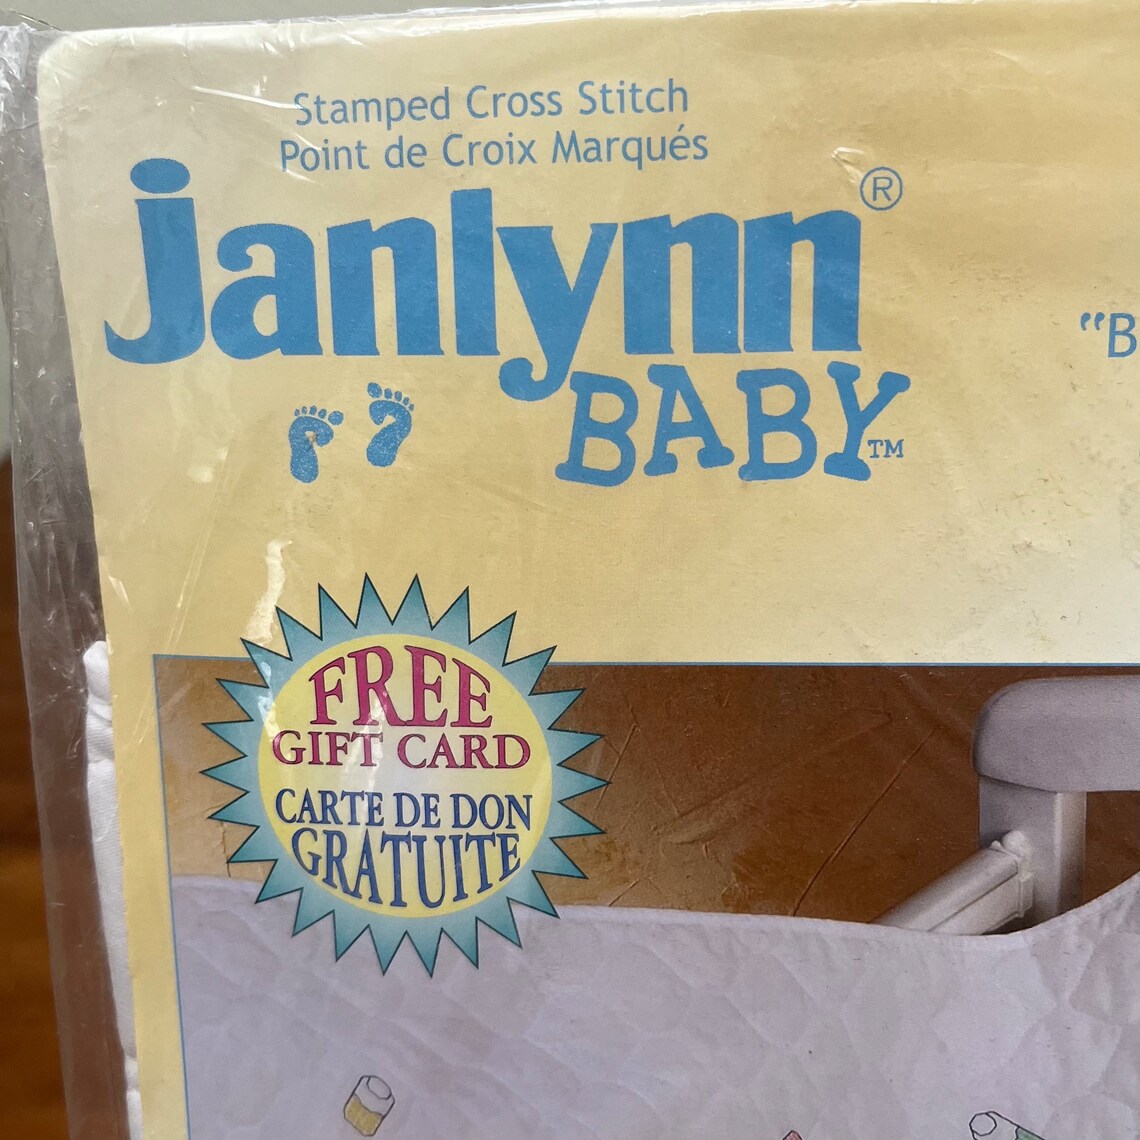 Stamped Cross Stitch
Point de Croix Marqués
janlynn®
BABY™
"B
FREE
GIFT CARD
CARTE DE DON
GRATUITE